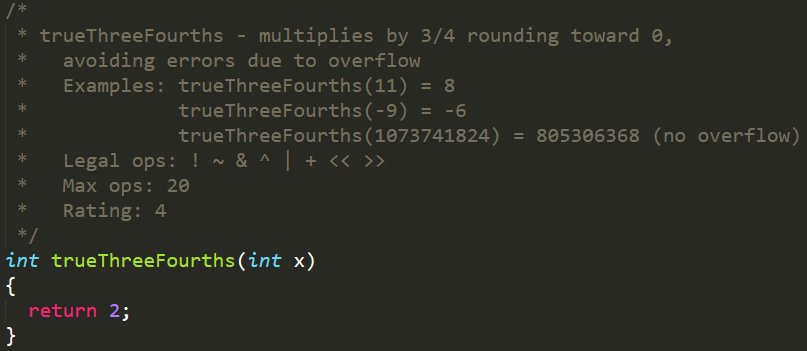 /*
 * trueThreeFourths - multiplies by 3/4 rounding toward 0,
 *   avoiding errors due to overflow
 *   Examples: trueThreeFourths(11) = 8
 *             trueThreeFourths(-9) = -6
 *             trueThreeFourths(1073741824) = 805306368 (no overflow)
 *   Legal ops: ! ~ & ^ | + << >>
 *   Max ops: 20
 *   Rating: 4
 */
int trueThreeFourths(int x)
{
  return 2;
}